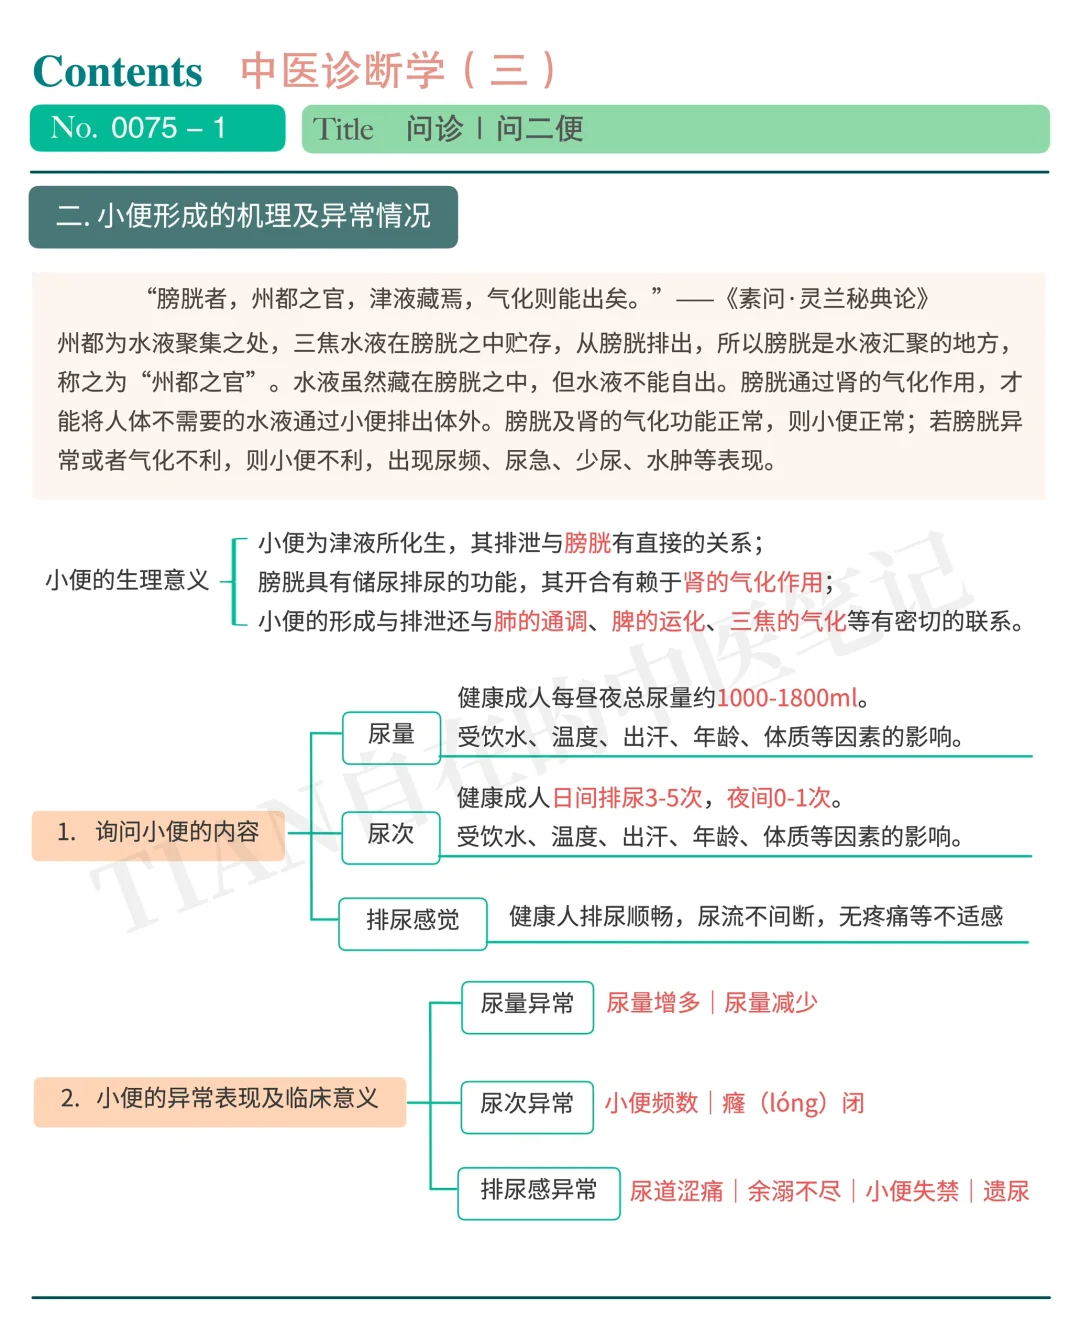 Contents 中医诊断学（三）
No. 0075 – 1 Title 问诊｜问二便
二. 小便形成的机理及异常情况
“膀胱者，州都之官，津液藏焉，气化则能出矣。”——《素问·灵兰秘典论》
州都为水液聚集之处，三焦水液在膀胱之中贮存，从膀胱排出，所以膀胱是水液汇聚的地方，
称之为“州都之官”。水液虽然藏在膀胱之中，但水液不能自出。膀胱通过肾的气化作用，才
能将人体不需要的水液通过小便排出体外。膀胱及肾的气化功能正常，则小便正常；若膀胱异
常或者气化不利，则小便不利，出现尿频、尿急、少尿、水肿等表现。
小便的生理意义
小便为津液所化生，其排泄与膀胱有直接的关系；
膀胱具有储尿排尿的功能，其开合有赖于肾的气化作用；
小便的形成与排泄还与肺的通调、脾的运化、三焦的气化等有密切的联系。
1. 询问小便的内容
尿量
健康成人每昼夜总尿量约1000-1800ml。
受饮水、温度、出汗、年龄、体质等因素的影响。
尿次
健康成人日间排尿3-5次，夜间0-1次。
受饮水、温度、出汗、年龄、体质等因素的影响。
排尿感觉
健康人排尿顺畅，尿流不间断，无疼痛等不适感
2. 小便的异常表现及临床意义
尿量异常
尿量增多｜尿量减少
尿次异常
小便频数｜癃（lóng）闭
排尿感异常
尿道涩痛｜余溺不尽｜小便失禁｜遗尿
TIAN自在的中医笔记